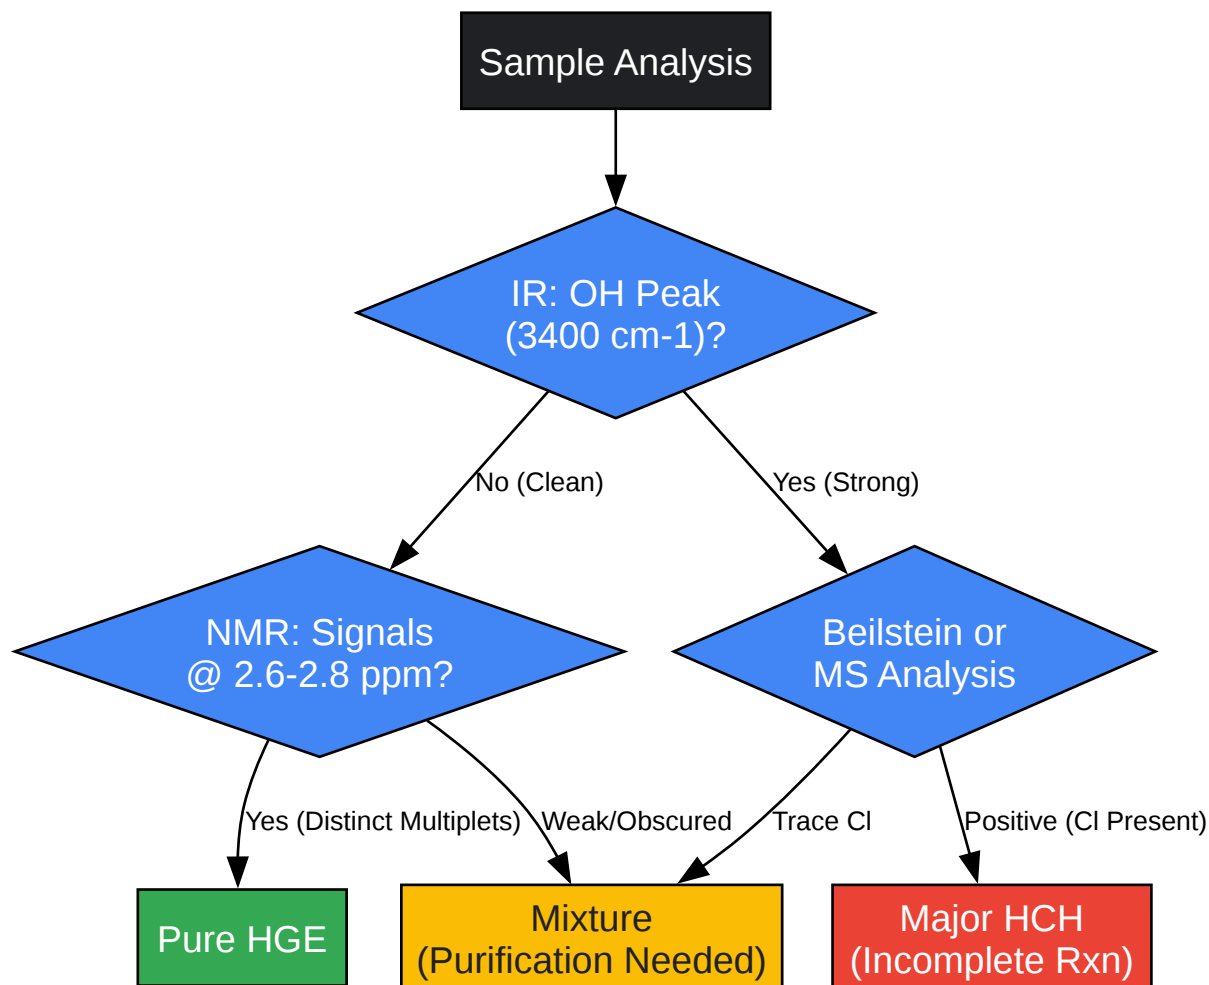 Sample Analysis
IR: OH Peak
(3400 cm-1)?
No (Clean)
Yes (Strong)
NMR: Signals
@ 2.6-2.8 ppm?
Beilstein or
MS Analysis
Yes (Distinct Multiplets)
Weak/Obscured
Trace Cl
Positive (Cl Present)
Pure HGE
Mixture
(Purification Needed)
Major HCH
(Incomplete Rxn)